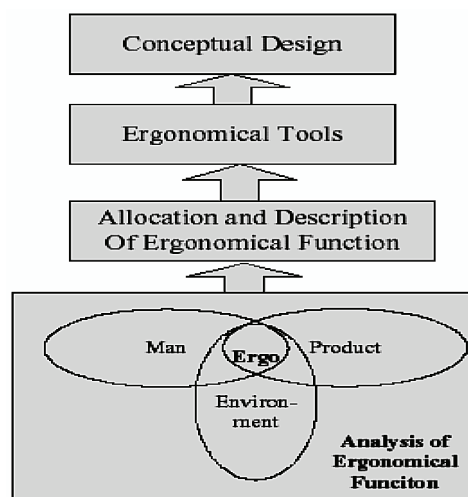 Conceptual Design
Ergonomical Tools
Allocation and Description
Of Ergonomical Function
Man
Ergo
Product
Environ-
ment
Analysis of
Ergonomical
Funciton